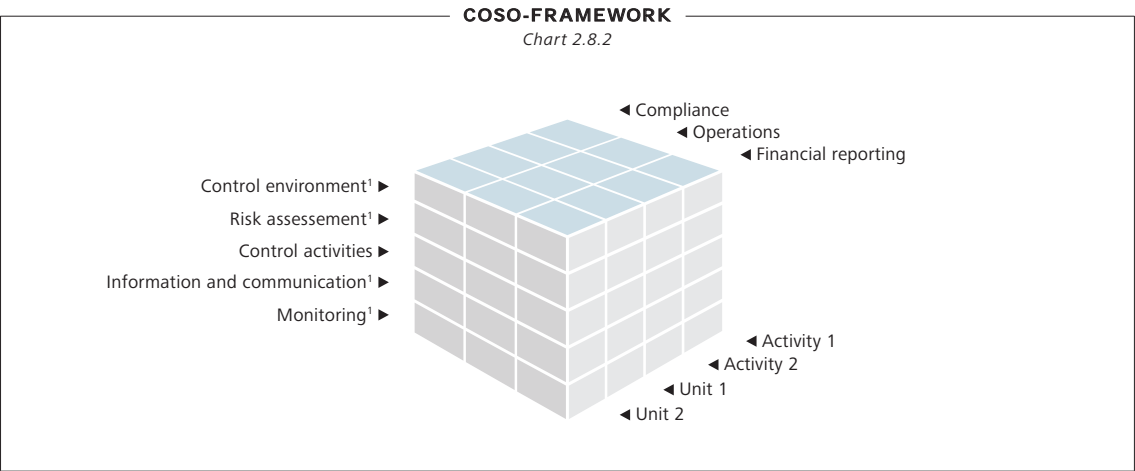 COSO-FRAMEWORK
Chart 2.8.2
◄ Compliance
◄ Operations
◄ Financial reporting
Control environment¹ ►
Risk assessement¹ ►
Control activities ►
Information and communication¹ ►
Monitoring¹ ►
◄ Activity 1
◄ Activity 2
◄ Unit 1
◄ Unit 2